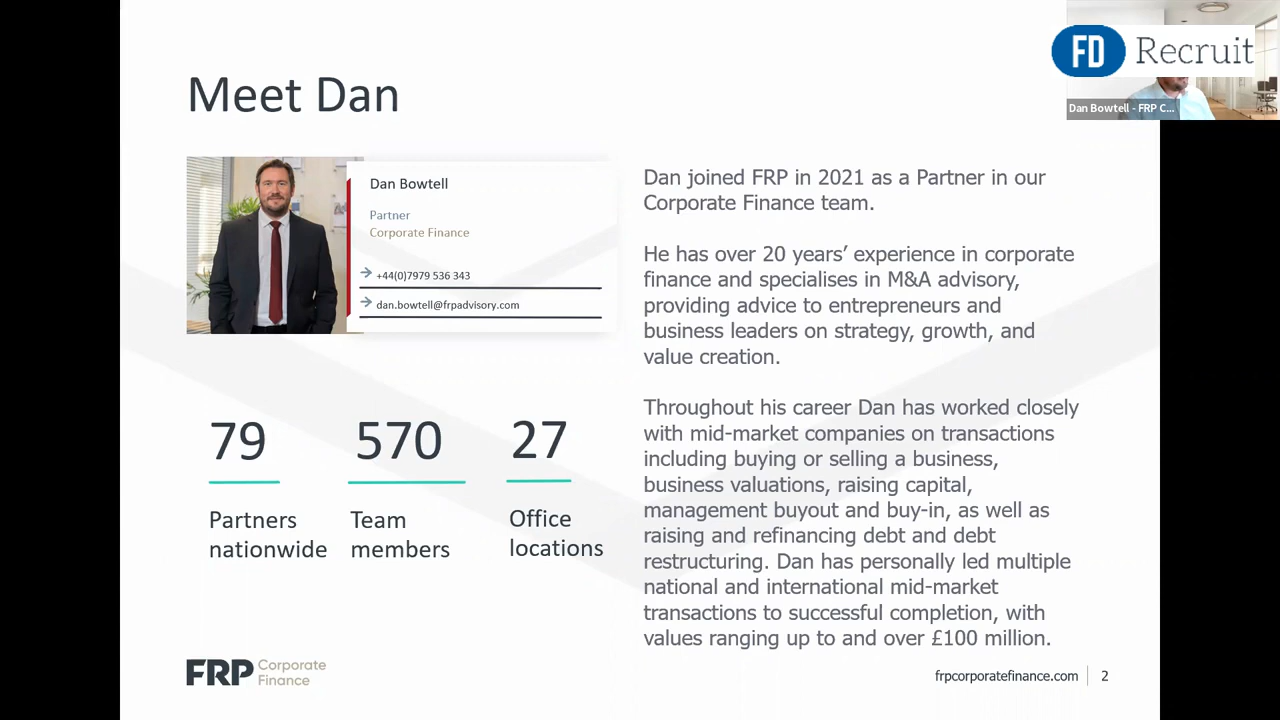 FD Recruit
Dan Bowtell - FRP C...
Meet Dan
Dan Bowtell
Partner
Corporate Finance
+44(0)7979 536 343
dan.bowtell@frpadvisory.com
79
Partners
nationwide
570
Team
members
27
Office
locations
Dan joined FRP in 2021 as a Partner in our
Corporate Finance team.
He has over 20 years’ experience in corporate
finance and specialises in M&A advisory,
providing advice to entrepreneurs and
business leaders on strategy, growth, and
value creation.
Throughout his career Dan has worked closely
with mid-market companies on transactions
including buying or selling a business,
business valuations, raising capital,
management buyout and buy-in, as well as
raising and refinancing debt and debt
restructuring. Dan has personally led multiple
national and international mid-market
transactions to successful completion, with
values ranging up to and over £100 million.
FRP Corporate
Finance
frpcorporatefinance.com
2